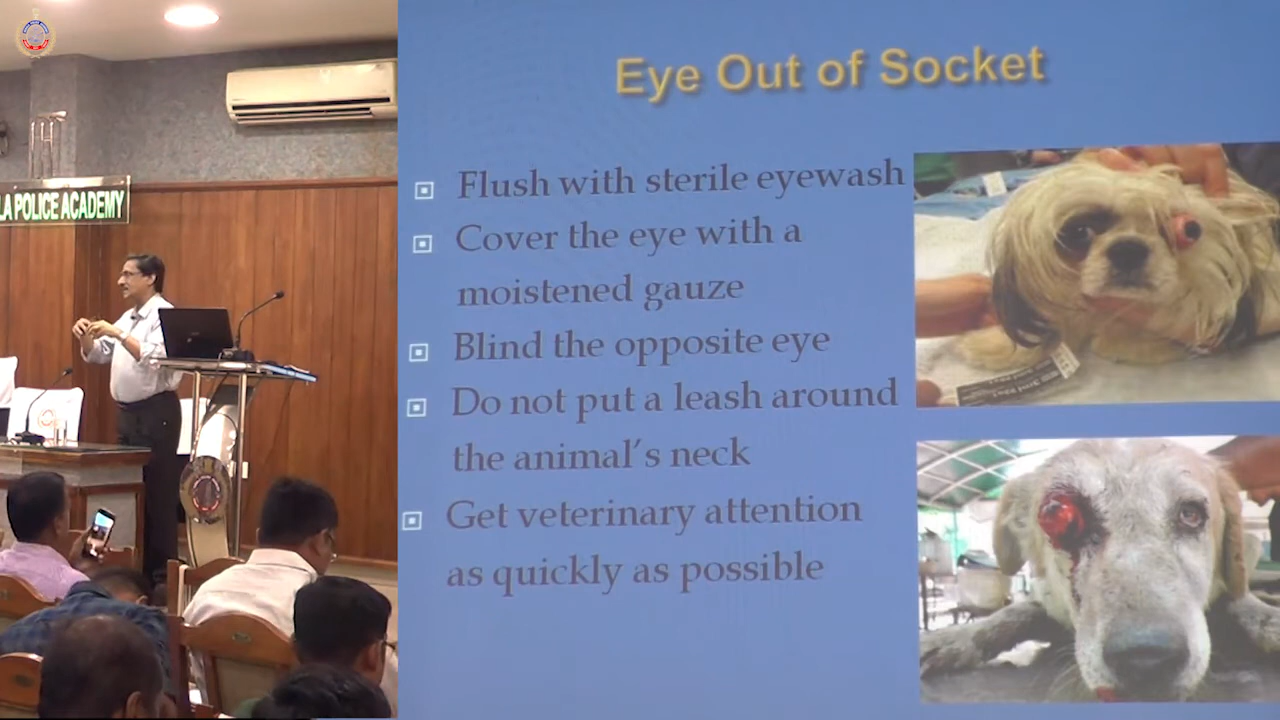 LA POLICE ACADEMY
Eye Out of Socket
Flush with sterile eyewash
Cover the eye with a
moistened gauze
Blind the opposite eye
Do not put a leash around
the animal's neck
Get veterinary attention
as quickly as possible